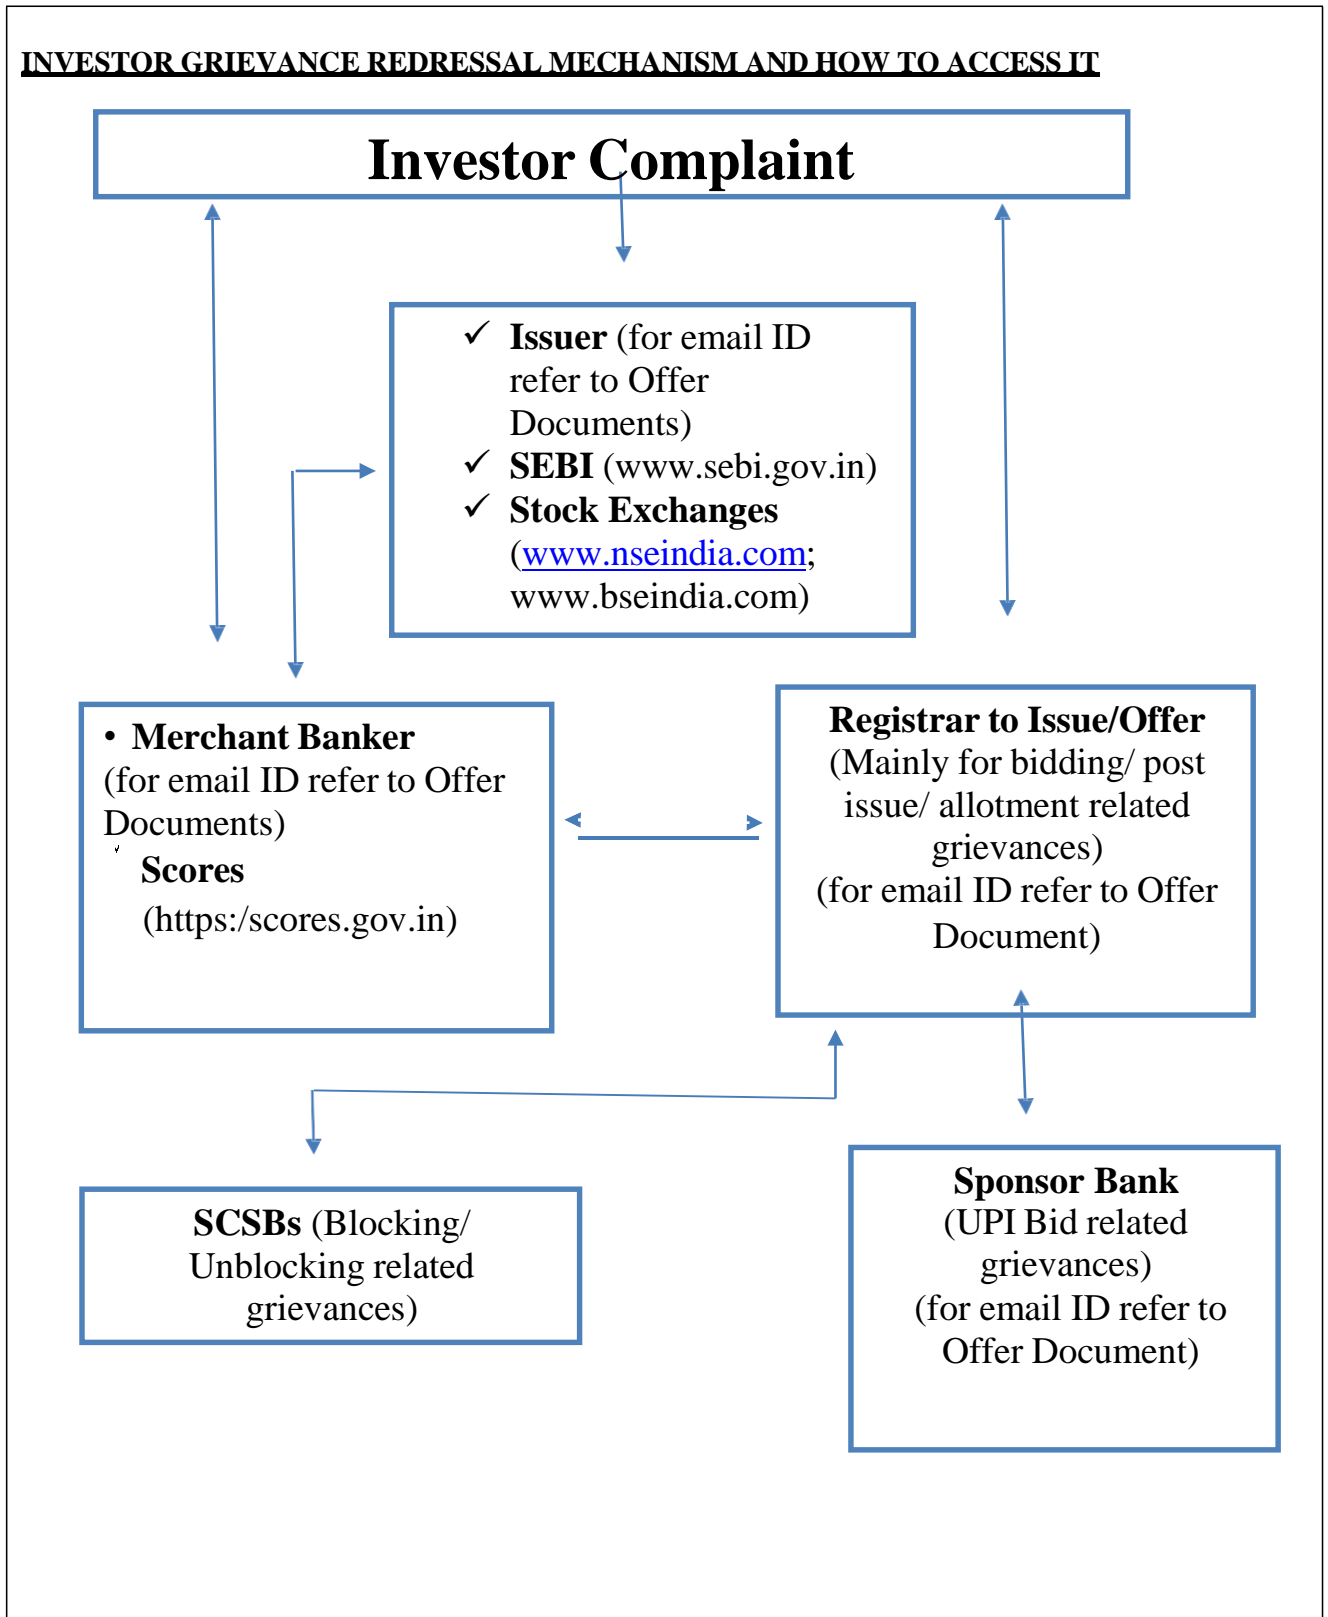 INVESTOR GRIEVANCE REDRESSAL MECHANISM AND HOW TO ACCESS IT
Investor Complaint
✓ Issuer (for email ID
refer to Offer
Documents)
✓ SEBI (www.sebi.gov.in)
✓ Stock Exchanges
(www.nseindia.com;
www.bseindia.com)
• Merchant Banker
(for email ID refer to Offer
Documents)
✓ Scores
(https:/scores.gov.in)
Registrar to Issue/Offer
(Mainly for bidding/ post
issue/ allotment related
grievances)
(for email ID refer to Offer
Document)
SCSBs (Blocking/
Unblocking related
grievances)
Sponsor Bank
(UPI Bid related
grievances)
(for email ID refer to
Offer Document)